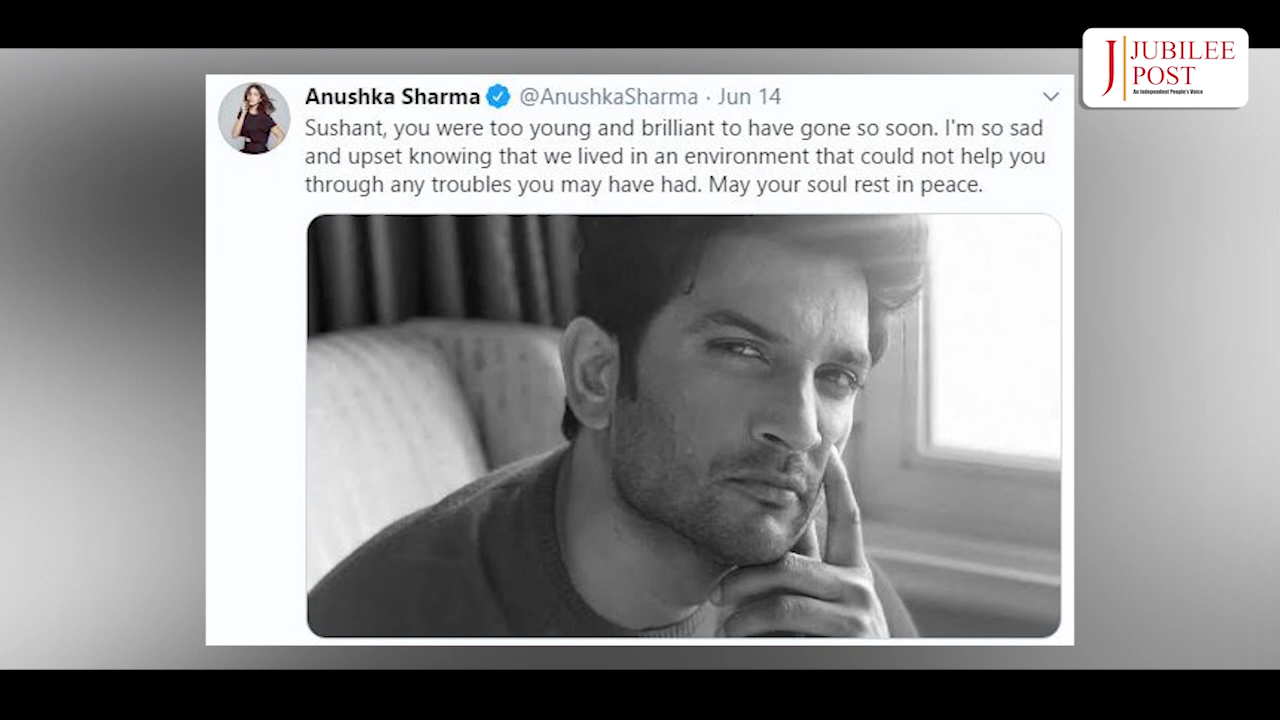 JUBILEE
POST
An Independent People's Voice
Anushka Sharma @AnushkaSharma · Jun 14
Sushant, you were too young and brilliant to have gone so soon. I'm so sad
and upset knowing that we lived in an environment that could not help you
through any troubles you may have had. May your soul rest in peace.